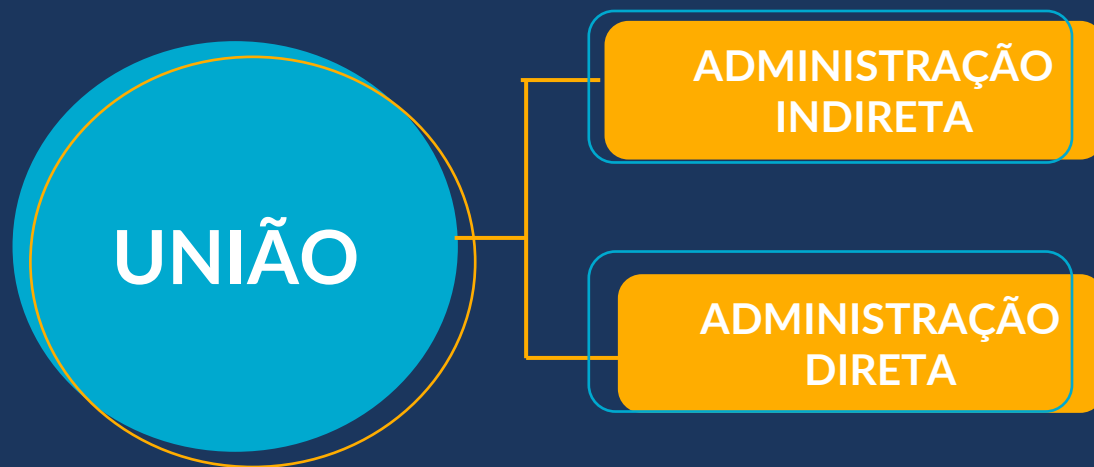 UNIÃO
ADMINISTRAÇÃO
INDIRETA
ADMINISTRAÇÃO
DIRETA